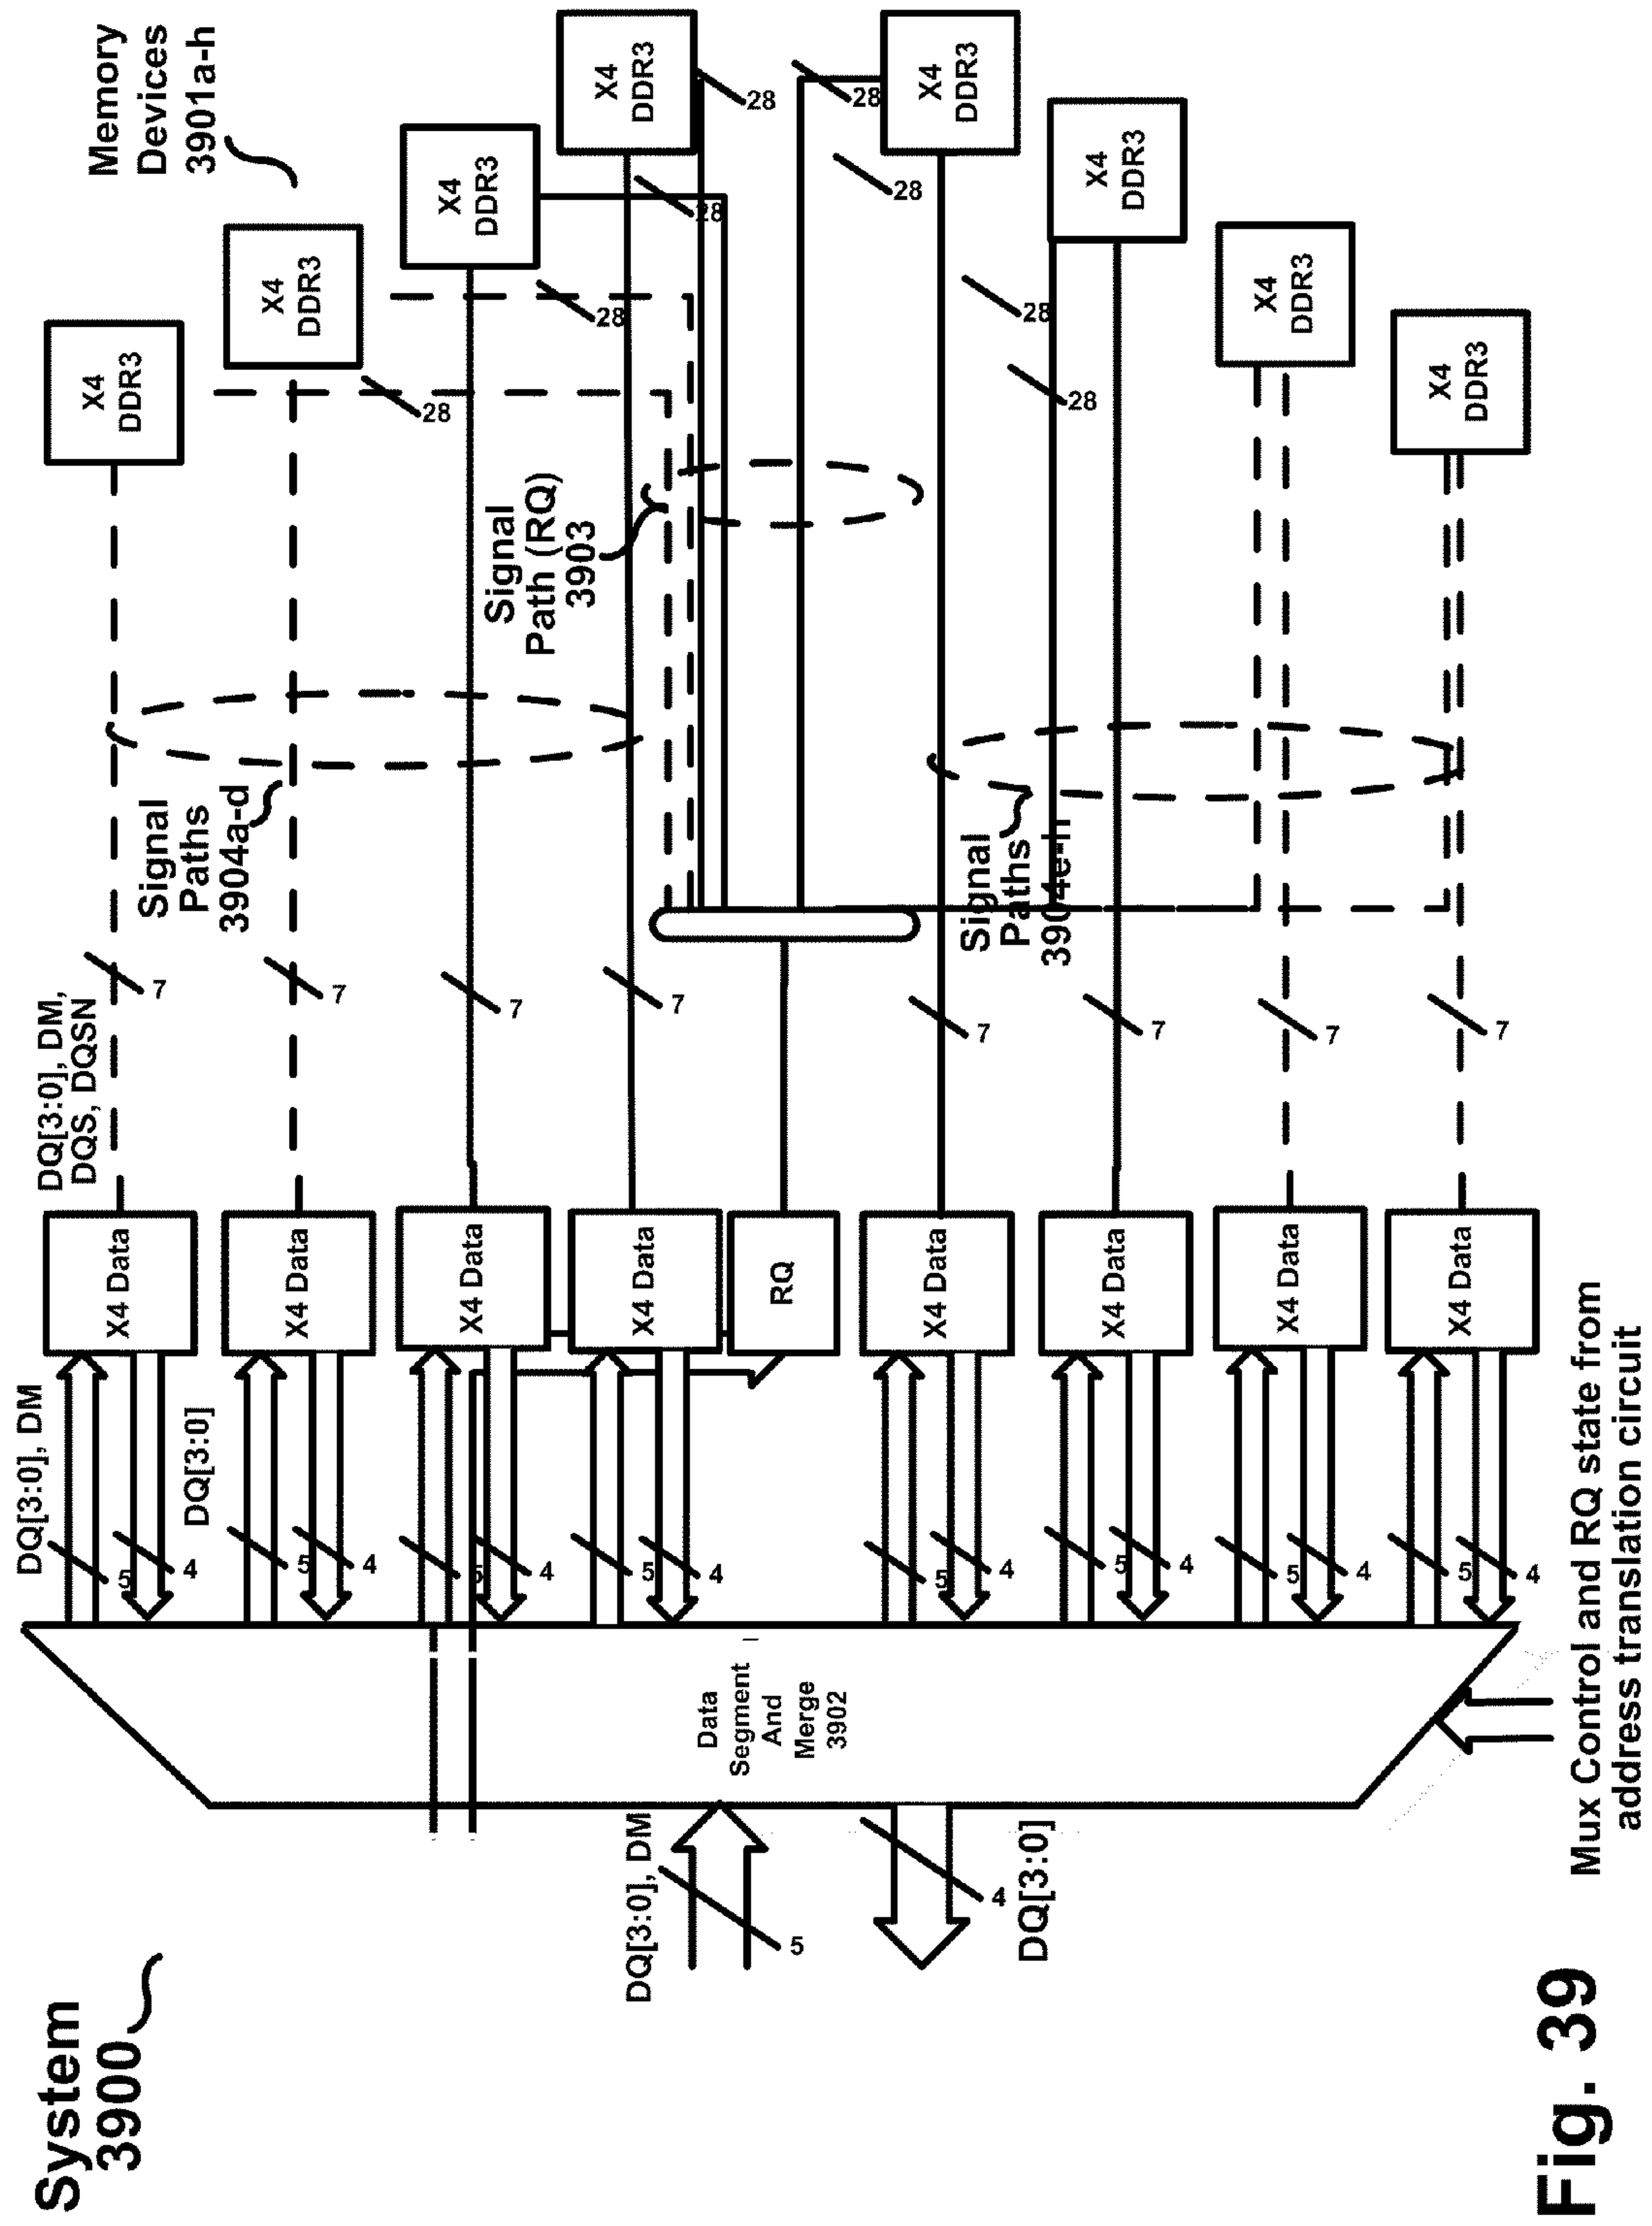 System
3900
DQ[3:0], DM
DQ[3:0], DM,
DQS, DQSN
Memory
Devices
3901a-h
5
4
X4 Data
7
X4
DDR3
Signal
Paths
3904a-d
DQ[3:0]
5
4
X4 Data
7
X4
DDR3
28
5
4
X4 Data
7
X4
DDR3
28
Signal
Path (RQ)
3903
5
4
X4 Data
7
X4
DDR3
28
28
DQ[3:0], DM
5
Data
Segment
And
Merge
3902
RQ
4
DQ[3:0]
28
28
5
4
X4 Data
7
X4
DDR3
28
28
Signal
Paths
3904e-h
5
4
X4 Data
7
X4
DDR3
5
4
X4 Data
7
X4
DDR3
5
4
X4 Data
7
X4
DDR3
Mux Control and RQ state from
address translation circuit
Fig. 39